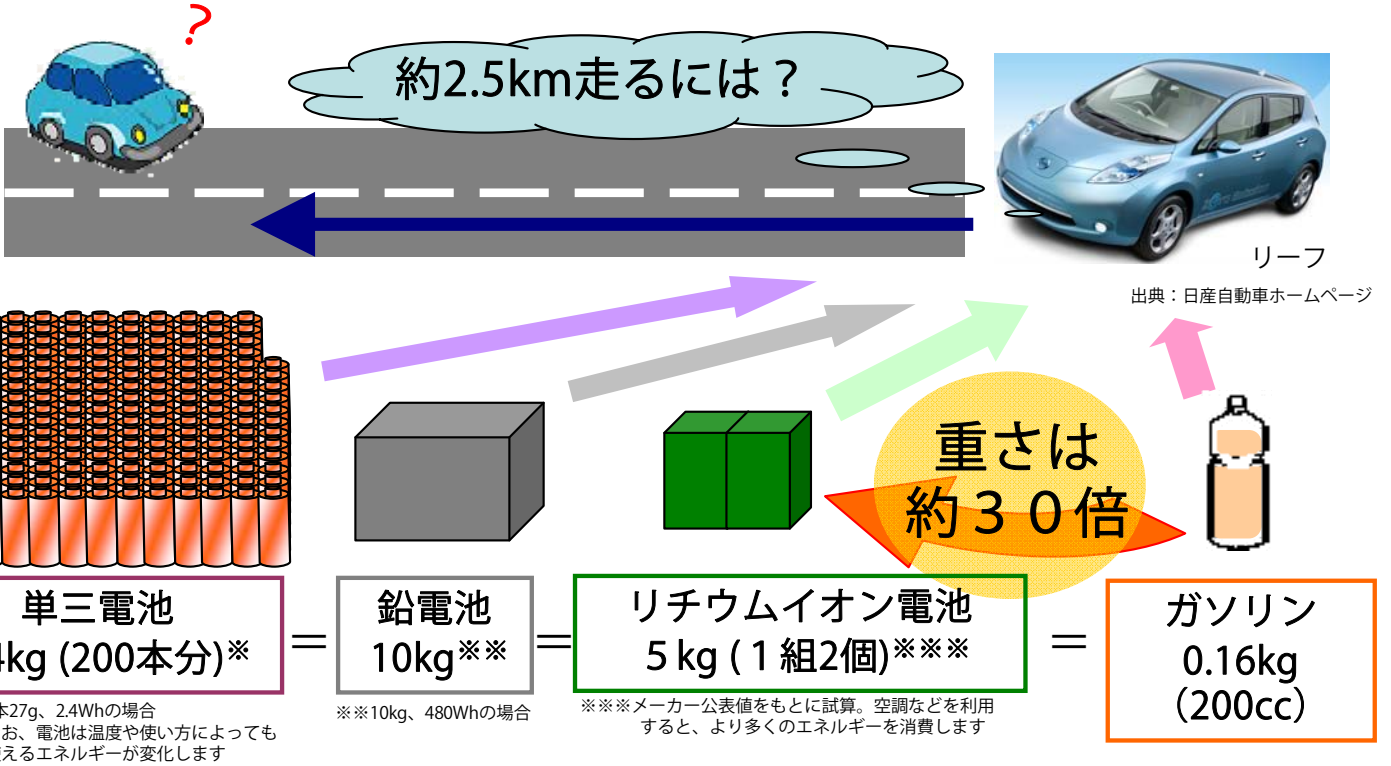 ?
約2.5km走るには？
リーフ
出典：日産自動車ホームページ
重さは
約３０倍
単三電池
kg (200本分)※
27g、2.4Whの場合
お、電池は温度や使い方によっても
えるエネルギーが変化します
＝
鉛電池
10kg※※
※※10kg、480Whの場合
＝
リチウムイオン電池
５kg (１組2個)※※※
※※※メーカー公表値をもとに試算。空調などを利用
すると、より多くのエネルギーを消費します
＝
ガソリン
0.16kg
（200cc）